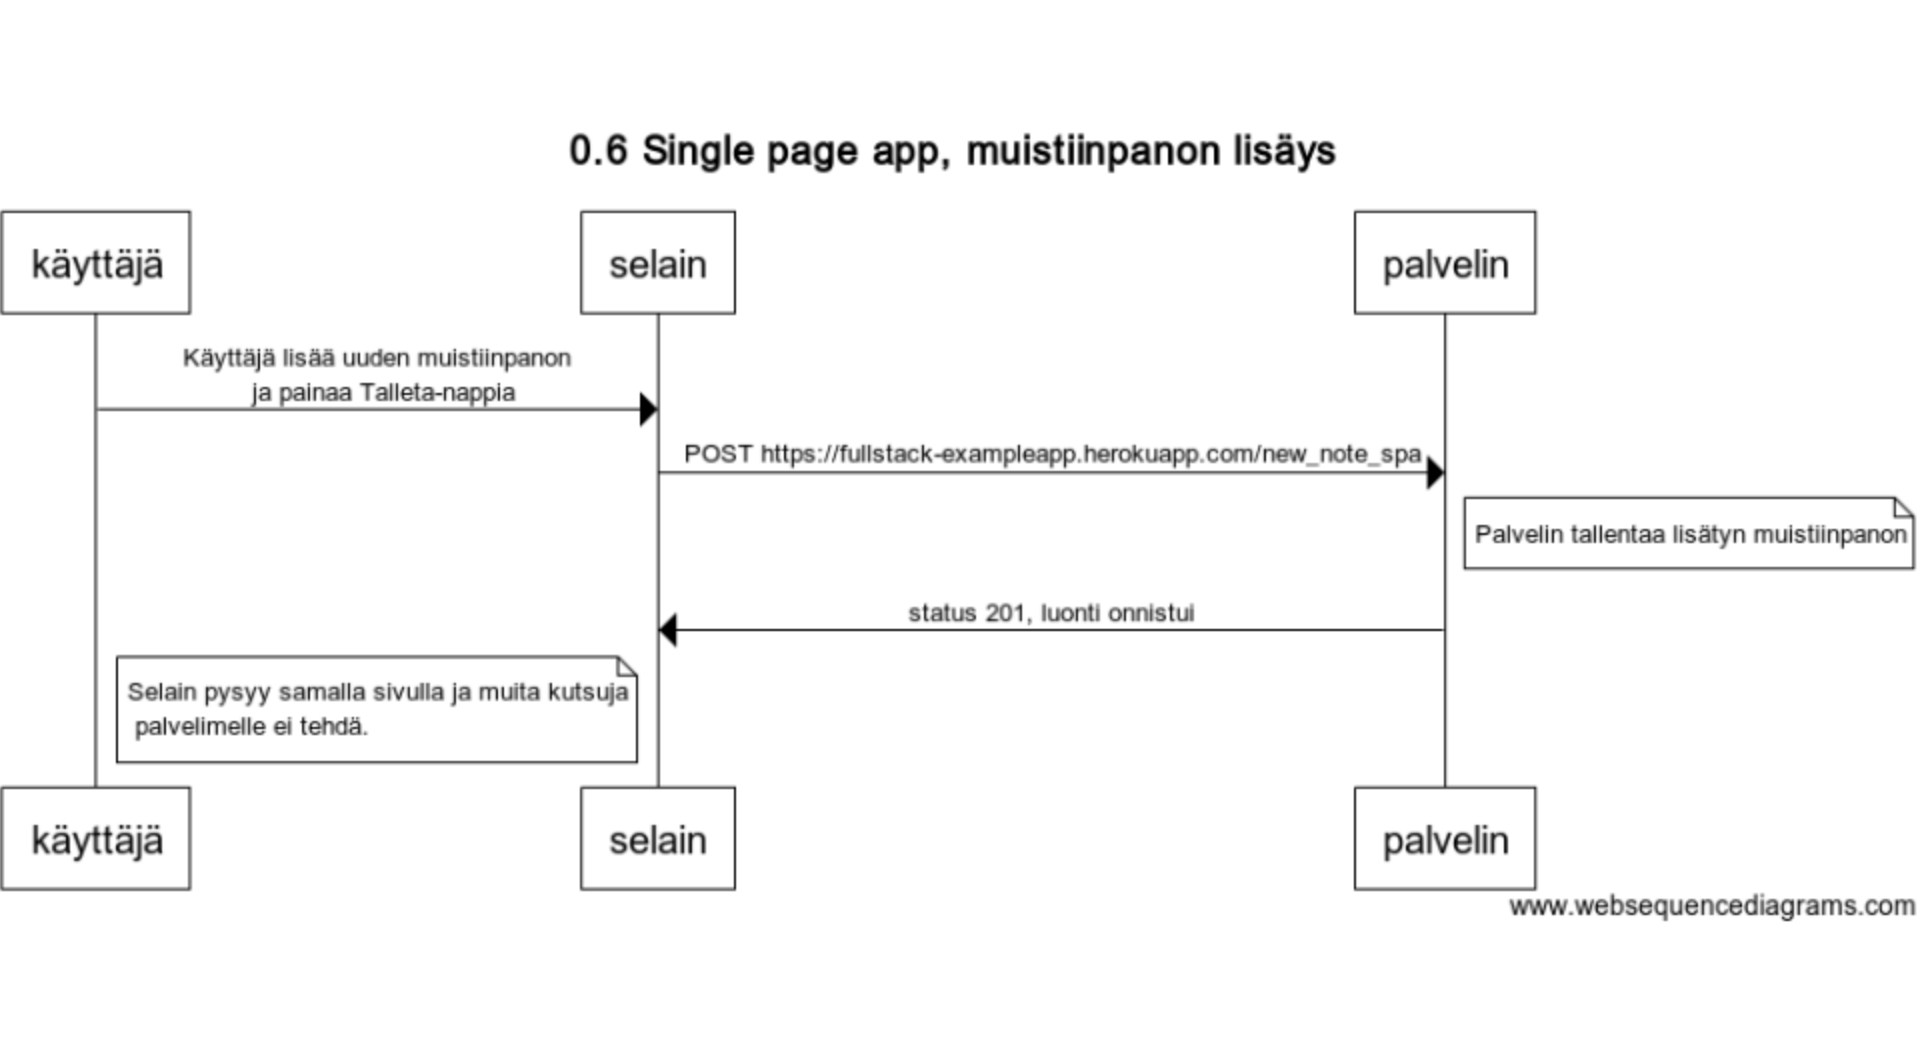 0.6 Single page app, muistiinpanon lisäys
käyttäjä
selain
palvelin
Käyttäjä lisää uuden muistiinpanon
ja painaa Talleta-nappia
POST https://fullstack-exampleapp.herokuapp.com/new_note_spa
Palvelin tallentaa lisätyn muistiinpanon
status 201, luonti onnistui
Selain pysyy samalla sivulla ja muita kutsuja
palvelimelle ei tehdä.
käyttäjä
selain
palvelin
www.websequencediagrams.com